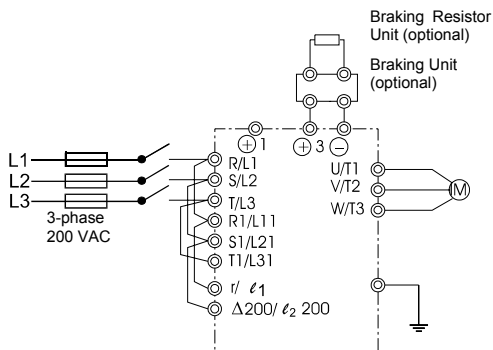 Braking Resistor
Unit (optional)
Braking Unit
(optional)
⊕1
⊕3
⊖
L1
L2
L3
3-phase
200 VAC
R/L1
S/L2
T/L3
R1/L11
S1/L21
T1/L31
r/ ℓ1
Δ200/ ℓ2 200
U/T1
V/T2
W/T3
M